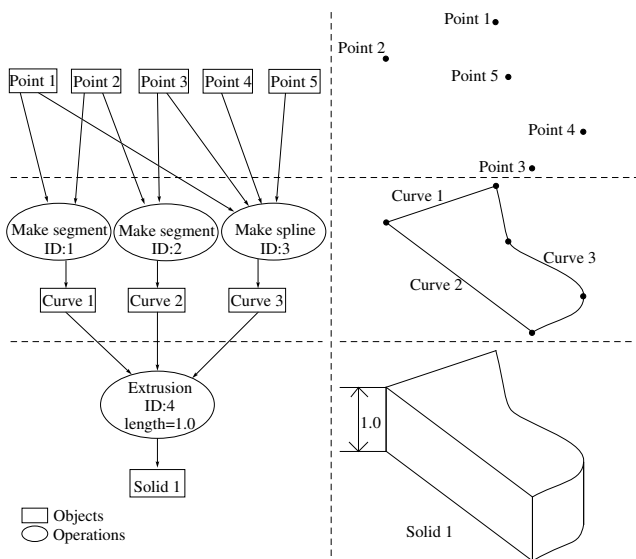 Point 1
Point 2
Point 3
Point 4
Point 5
Make segment
ID:1
Make segment
ID:2
Make spline
ID:3
Curve 1
Curve 2
Curve 3
Extrusion
ID:4
length=1.0
Solid 1
Objects
Operations
Point 1
Point 2
Point 5
Point 4
Point 3
Curve 1
Curve 3
Curve 2
1.0
Solid 1